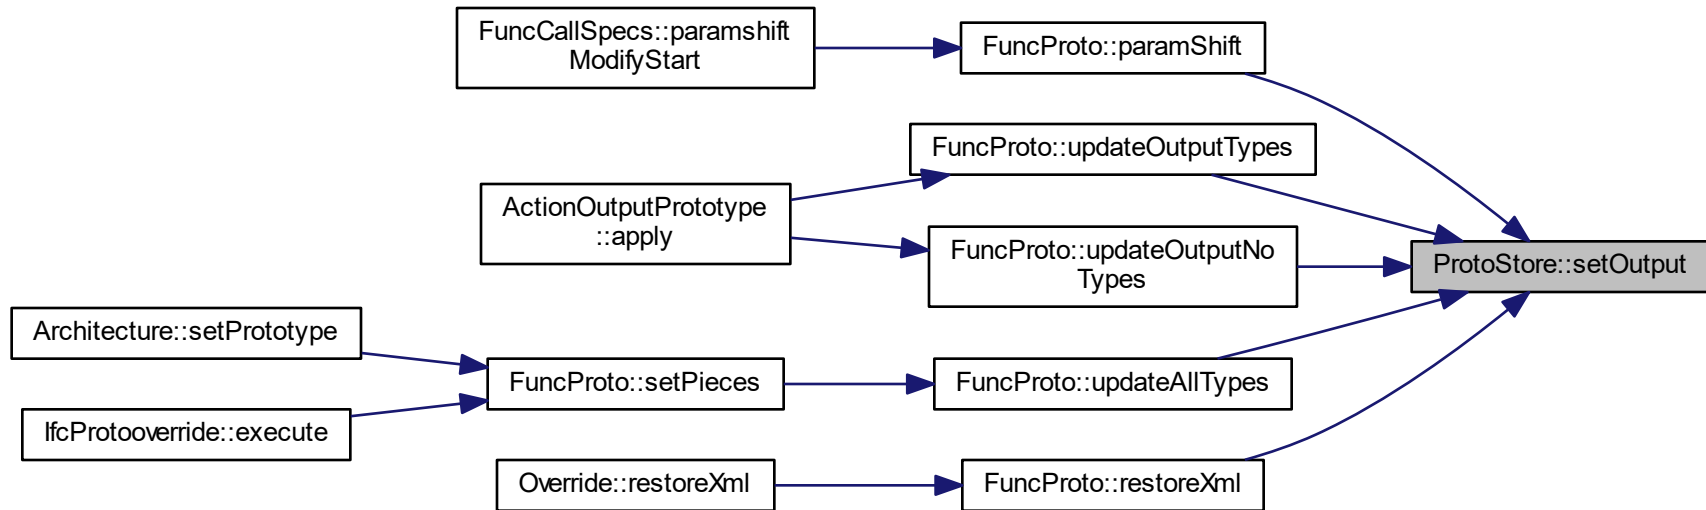 FuncCallSpecs::paramshift
ModifyStart
FuncProto::paramShift
FuncProto::updateOutputTypes
ActionOutputPrototype
::apply
FuncProto::updateOutputNo
Types
ProtoStore::setOutput
Architecture::setPrototype
FuncProto::setPieces
FuncProto::updateAllTypes
IfcProtooverride::execute
Override::restoreXml
FuncProto::restoreXml